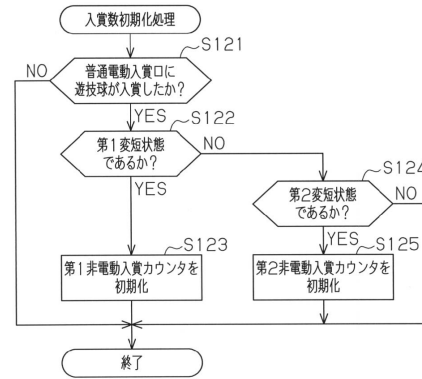 入賞数初期化処理
S121
普通電動入賞口に
遊技球が入賞したか?
NO
YES
S122
第1変短状態
であるか?
NO
YES
S124
第2変短状態
であるか?
NO
YES
S123
第1非電動入賞カウンタを
初期化
S125
第2非電動入賞カウンタを
初期化
終了